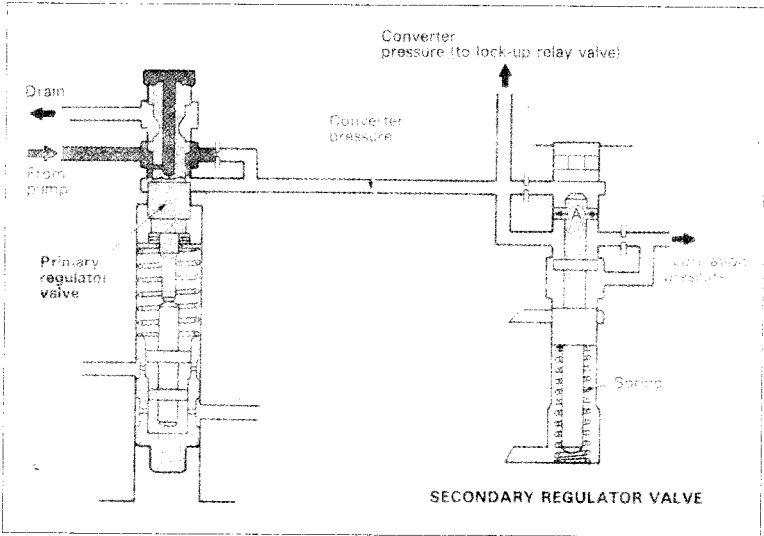 Converter
pressure (to lock-up relay valve)
Drain
Converter
pressure
From
pump
A
Primary
regulator
valve
pressure
Spring
SECONDARY REGULATOR VALVE